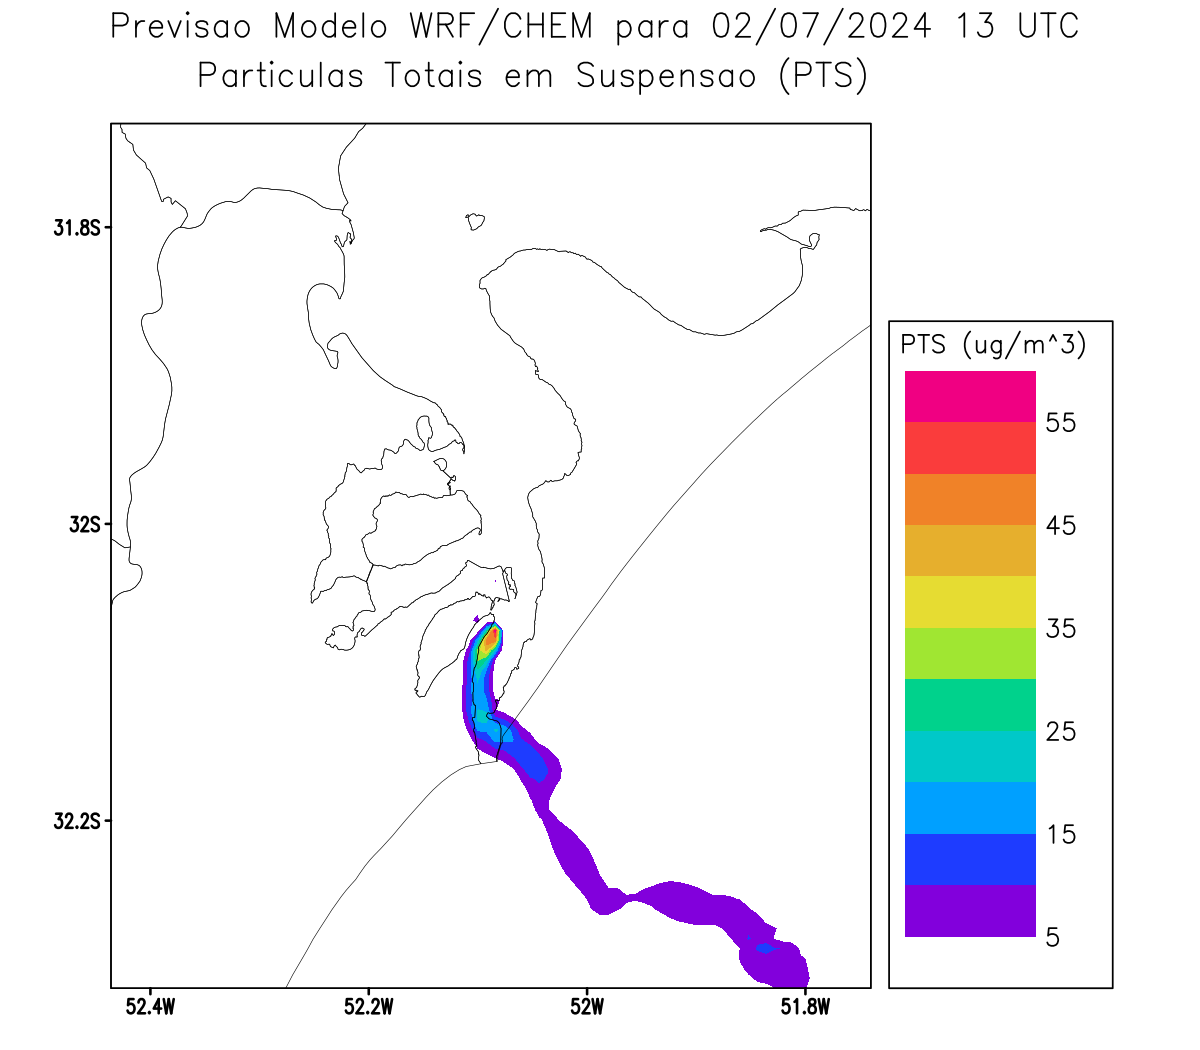 Previsao Modelo WRF/CHEM para 02/07/2024 13 UTC
Particulas Totais em Suspensao (PTS)
31.8S
32S
32.2S
52.4W
52.2W
52W
51.8W
PTS (ug/m^3)
55
45
35
25
15
5